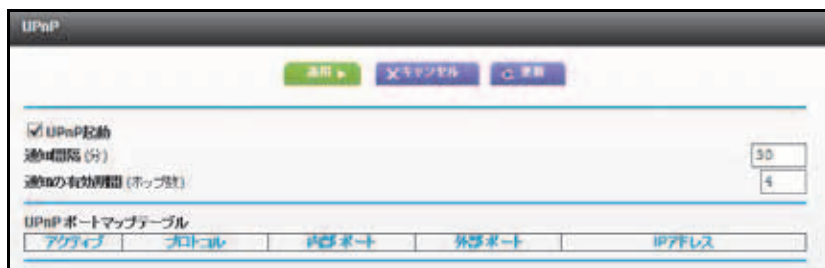 UPnP
適用 キャンセル 更新
UPnP起動
通知間隔 (分) 30
通知の有効期間 (ホップ数) 4
UPnP ポートマップテーブル
アクティブ プロトコル 内部ポート 外部ポート IPアドレス